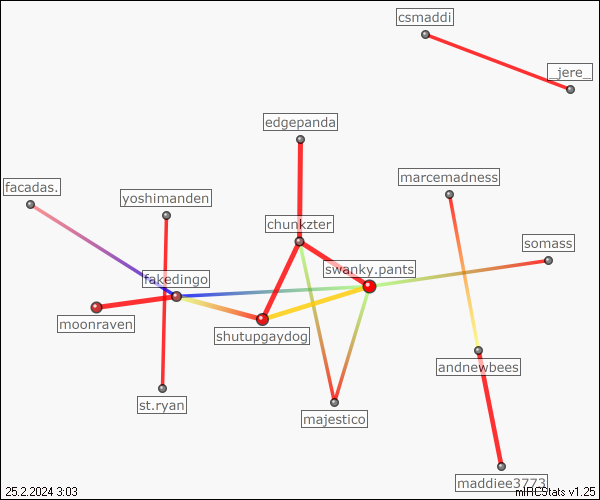 csmaddi
_jere_
edgepanda
marcemadness
facadas.
yoshimanden
chunkzter
somass
swanky.pants
fakedingo
moonraven
shutupgaydog
andnewbees
st.ryan
majestico
maddiee3773
25.2.2024 3:03
mIRCStats v1.25